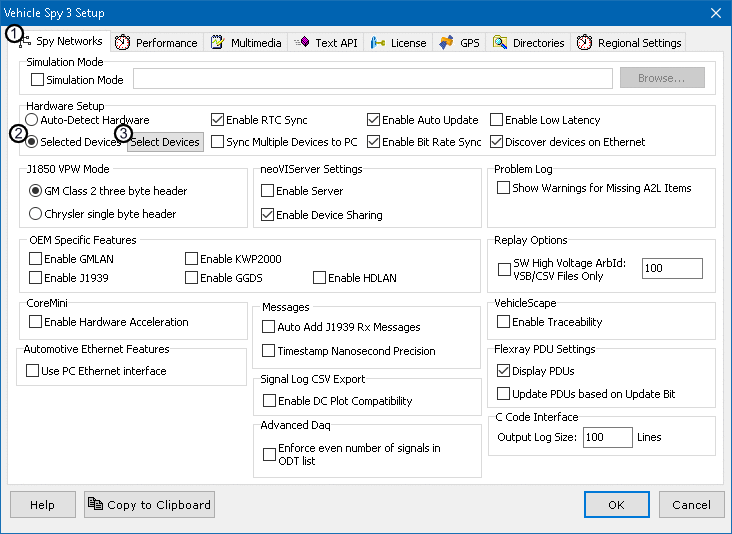 Vehicle Spy 3 Setup
1
Spy Networks
Performance
Multimedia
Text API
License
GPS
Directories
Regional Settings
Simulation Mode
Simulation Mode
Browse...
Hardware Setup
Auto-Detect Hardware
Enable RTC Sync
Enable Auto Update
Enable Low Latency
2
Selected Devices
3
Select Devices
Sync Multiple Devices to PC
Enable Bit Rate Sync
Discover devices on Ethernet
J1850 VPW Mode
GM Class 2 three byte header
Chrysler single byte header
neoVIServer Settings
Enable Server
Enable Device Sharing
Problem Log
Show Warnings for Missing A2L Items
OEM Specific Features
Enable GMLAN
Enable KWP2000
Enable J1939
Enable GGDS
Enable HDLAN
Replay Options
SW High Voltage ArbId:
VSB/CSV Files Only
100
CoreMini
Enable Hardware Acceleration
Messages
Auto Add J1939 Rx Messages
Timestamp Nanosecond Precision
VehicleScape
Enable Traceability
Automotive Ethernet Features
Use PC Ethernet interface
Flexray PDU Settings
Display PDUs
Update PDUs based on Update Bit
Signal Log CSV Export
Enable DC Plot Compatibility
C Code Interface
Output Log Size:
100
Lines
Advanced Daq
Enforce even number of signals in
ODT list
Help
Copy to Clipboard
OK
Cancel